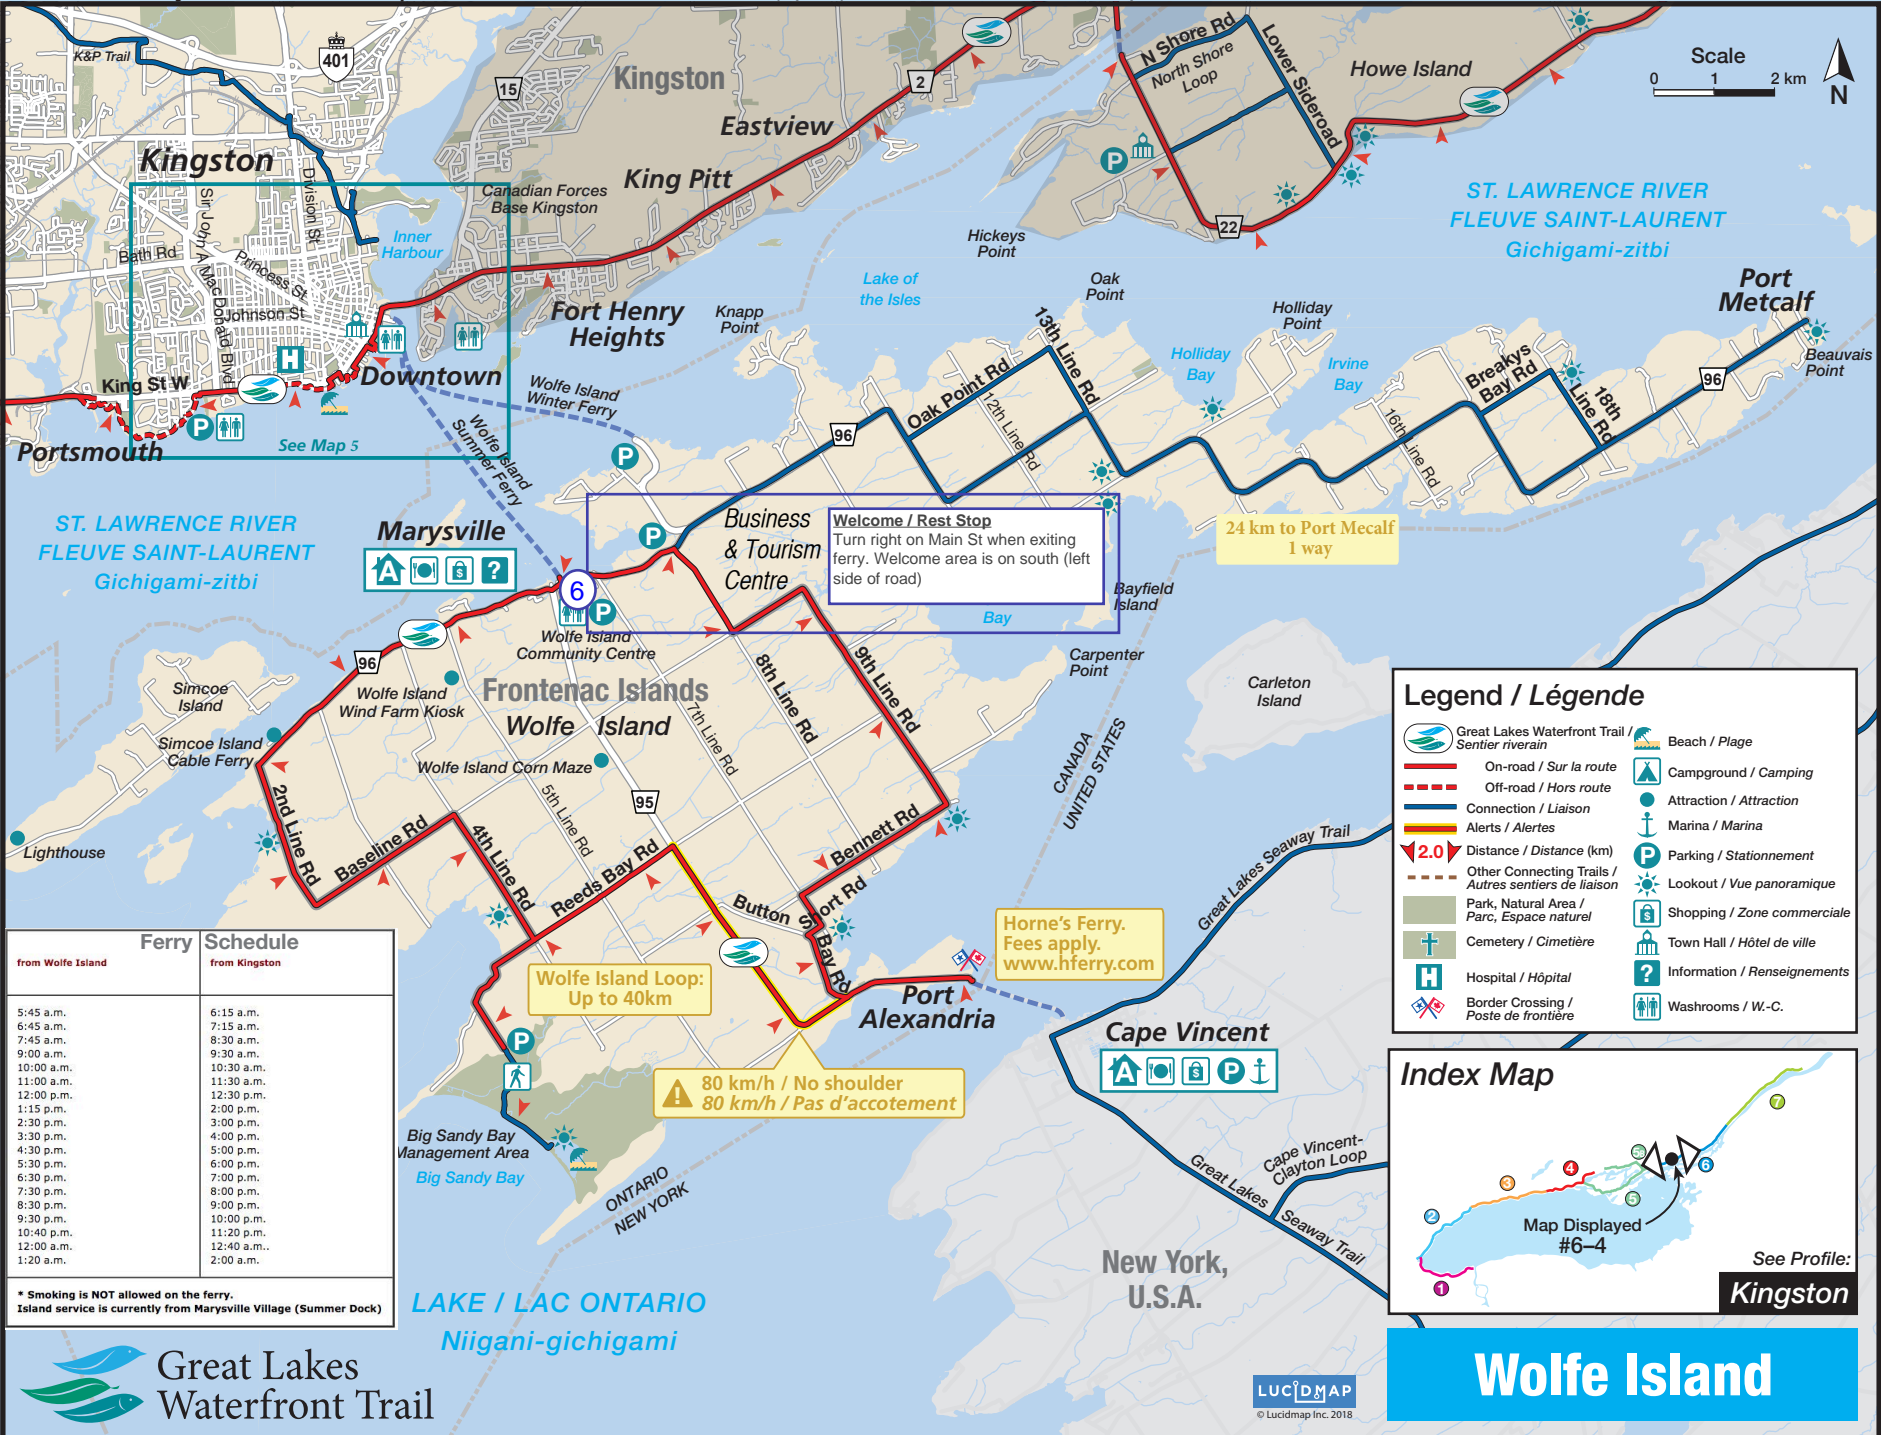 K&P Trail
401
15
Kingston
2
Eastview
King Pitt
Kingston
Canadian Forces
Base Kingston
Inner
Harbour
Sir John A MacDonald Blvd
Division St
Bath Rd
Princess St
Johnson St
H
King St W
P
Downtown
Portsmouth
See Map 5
Fort Henry
Heights
N Shore Rd
North Shore
Loop
Lower Sideroad
Howe Island
P
22
Scale
0 1 2 km
N
ST. LAWRENCE RIVER
FLEUVE SAINT-LAURENT
Gichigami-zitbi
Hickeys
Point
Lake of
the Isles
Oak
Point
Knapp
Point
Holliday
Point
Holliday
Bay
Irvine
Bay
Port
Metcalf
Beauvais
Point
96
Breakys
Bay Rd
18th
Line Rd
16th Line Rd
13th Line Rd
Oak Point Rd
12th Line Rd
96
Wolfe Island
Winter Ferry
Wolfe Island
Summer Ferry
P
P
ST. LAWRENCE RIVER
FLEUVE SAINT-LAURENT
Gichigami-zitbi
Marysville
A ?
6
P
Business
& Tourism
Centre
Welcome / Rest Stop
Turn right on Main St when exiting
ferry. Welcome area is on south (left
side of road)
24 km to Port Mecalf
1 way
Bayfield
Island
Bay
Carpenter
Point
Carleton
Island
Wolfe Island
Community Centre
96
Simcoe
Island
Wolfe Island
Wind Farm Kiosk
Frontenac Islands
Wolfe Island
Simcoe Island
Cable Ferry
Wolfe Island Corn Maze
7th Line Rd
8th Line Rd
9th Line Rd
95
5th Line Rd
2nd Line Rd
Baseline Rd
4th Line Rd
Reeds Bay Rd
Bennett Rd
Button Bay Rd
Short Rd
Lighthouse
CANADA
UNITED STATES
Great Lakes Seaway Trail
Horne's Ferry.
Fees apply.
www.hferry.com
Wolfe Island Loop:
Up to 40km
Port
Alexandria
P
80 km/h / No shoulder
80 km/h / Pas d'accotement
Big Sandy Bay
Management Area
Big Sandy Bay
ONTARIO
NEW YORK
Cape Vincent
A P
Cape Vincent-
Clayton Loop
Great Lakes Seaway Trail
New York,
U.S.A.
LAKE / LAC ONTARIO
Niigani-gichigami
Ferry Schedule
from Wolfe Island from Kingston
5:45 a.m. 6:15 a.m.
6:45 a.m. 7:15 a.m.
7:45 a.m. 8:30 a.m.
9:00 a.m. 9:30 a.m.
10:00 a.m. 10:30 a.m.
11:00 a.m. 11:30 a.m.
12:00 p.m. 12:30 p.m.
1:15 p.m. 2:00 p.m.
2:30 p.m. 3:00 p.m.
3:30 p.m. 4:00 p.m.
4:30 p.m. 5:00 p.m.
5:30 p.m. 6:00 p.m.
6:30 p.m. 7:00 p.m.
7:30 p.m. 8:00 p.m.
8:30 p.m. 9:00 p.m.
9:30 p.m. 10:00 p.m.
10:40 p.m. 11:20 p.m.
12:00 a.m. 12:40 a.m..
1:20 a.m. 2:00 a.m.
* Smoking is NOT allowed on the ferry.
Island service is currently from Marysville Village (Summer Dock)
Great Lakes
Waterfront Trail
Legend / Légende
Great Lakes Waterfront Trail /
Sentier riverain
On-road / Sur la route
Off-road / Hors route
Connection / Liaison
Alerts / Alertes
2.0 Distance / Distance (km)
Other Connecting Trails /
Autres sentiers de liaison
Park, Natural Area /
Parc, Espace naturel
Cemetery / Cimetière
H Hospital / Hôpital
Border Crossing /
Poste de frontière
Beach / Plage
Campground / Camping
Attraction / Attraction
Marina / Marina
P Parking / Stationnement
Lookout / Vue panoramique
Shopping / Zone commerciale
Town Hall / Hôtel de ville
? Information / Renseignements
Washrooms / W.-C.
Index Map
7
6
5
4
3
2
1
Map Displayed
#6–4
See Profile:
Kingston
LUCIDMAP
© Lucidmap Inc. 2018
Wolfe Island